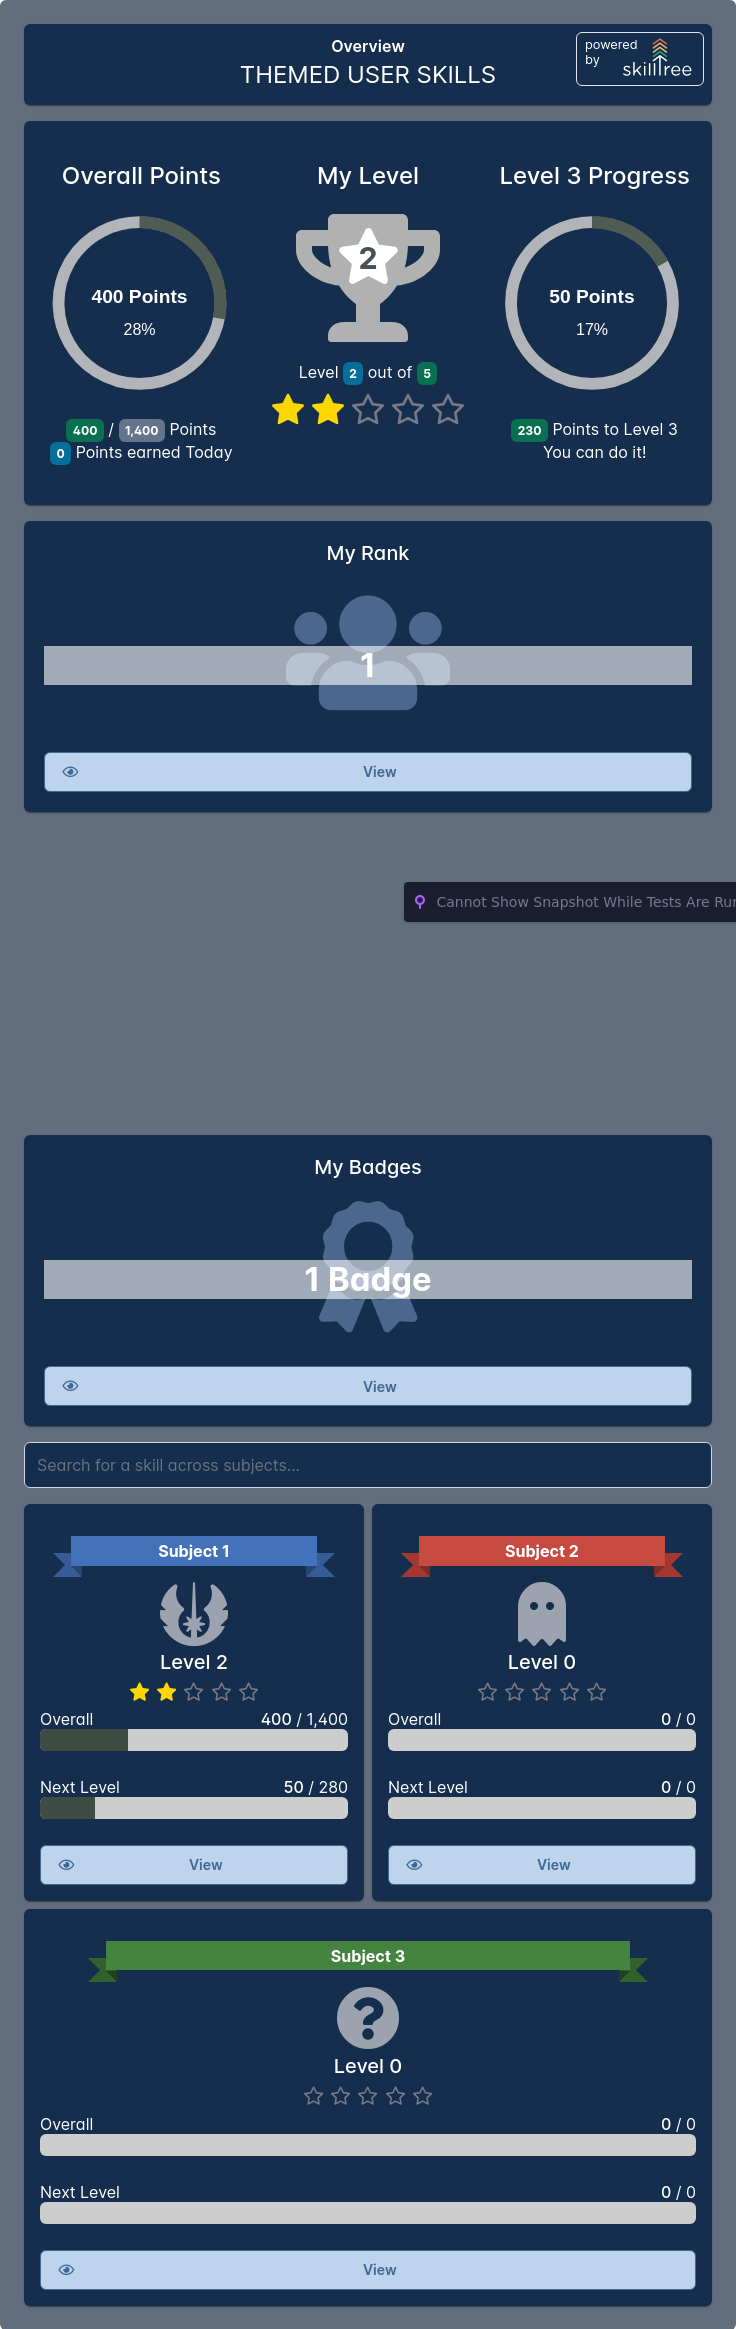 Overview
THEMED USER SKILLS
powered
by
skilltree
Overall Points
400 Points
28%
400 / 1,400 Points
0 Points earned Today
My Level
2
Level 2 out of 5
Level 3 Progress
50 Points
17%
230 Points to Level 3
You can do it!
My Rank
1
View
Cannot Show Snapshot While Tests Are
My Badges
1 Badge
View
Search for a skill across subjects...
Subject 1
Level 2
Overall 400 / 1,400
Next Level 50 / 280
View
Subject 2
Level 0
Overall 0 / 0
Next Level 0 / 0
View
Subject 3
Level 0
Overall 0 / 0
Next Level 0 / 0
View